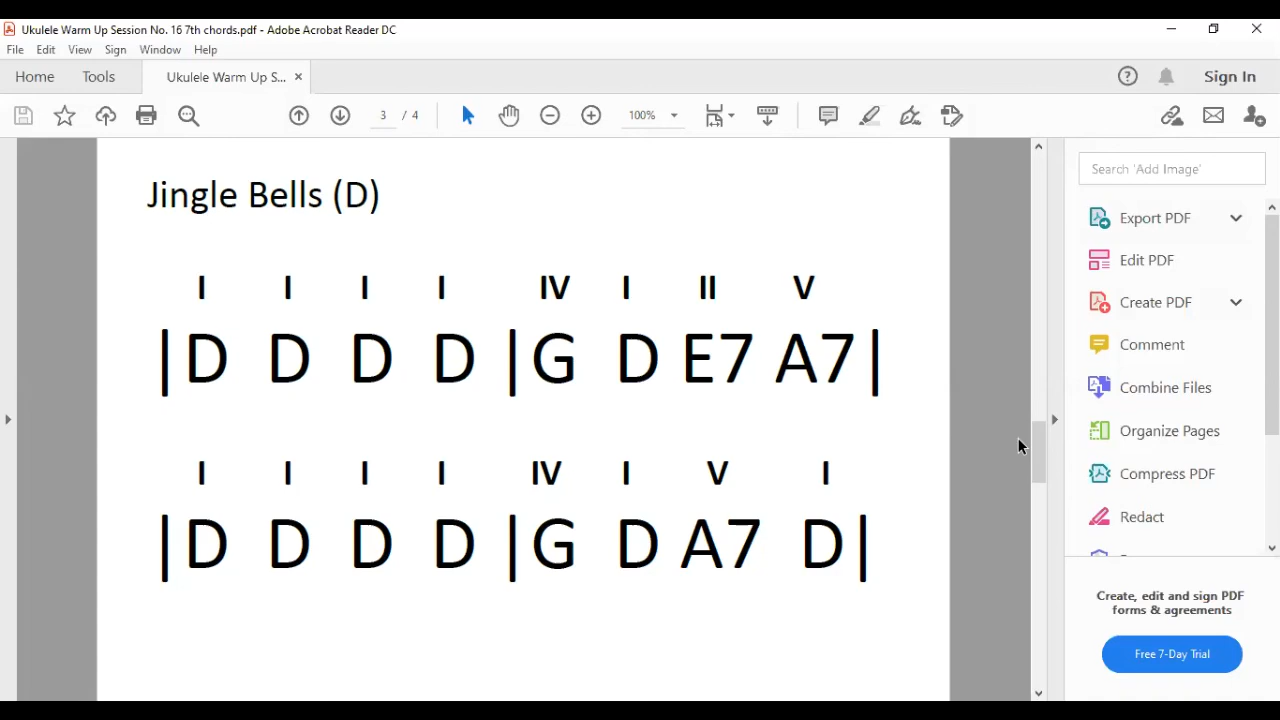 Ukulele Warm Up Session No. 16 7th chords.pdf - Adobe Acrobat Reader DC
File Edit View Sign Window Help
Home Tools Ukulele Warm Up S... × Sign In
3 / 4 100%
Jingle Bells (D)
I I I I IV I II V
|D D D D |G D E7 A7|
I I I I IV I V I
|D D D D |G D A7 D|
Search 'Add Image'
Export PDF
Edit PDF
Create PDF
Comment
Combine Files
Organize Pages
Compress PDF
Redact
Create, edit and sign PDF
forms & agreements
Free 7-Day Trial